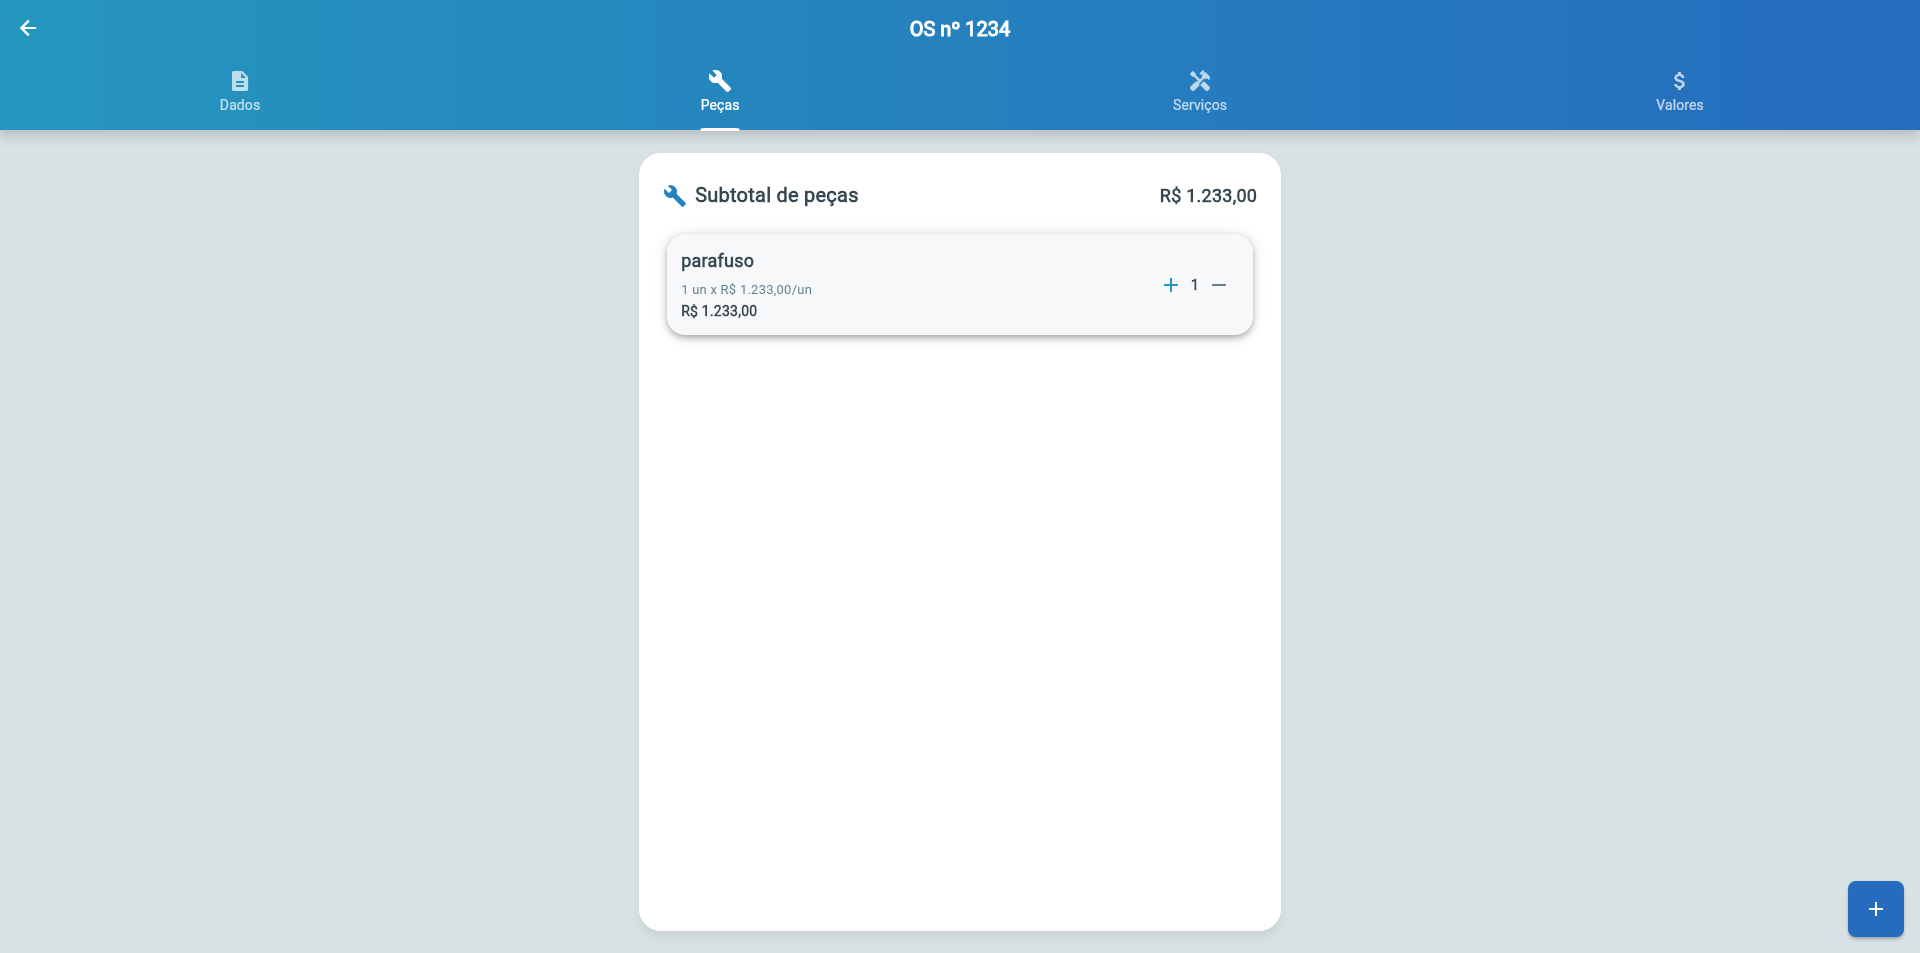 OS nº 1234
Dados
Peças
Serviços
Valores
Subtotal de peças
R$ 1.233,00
parafuso
1 un x R$ 1.233,00/un
R$ 1.233,00
1